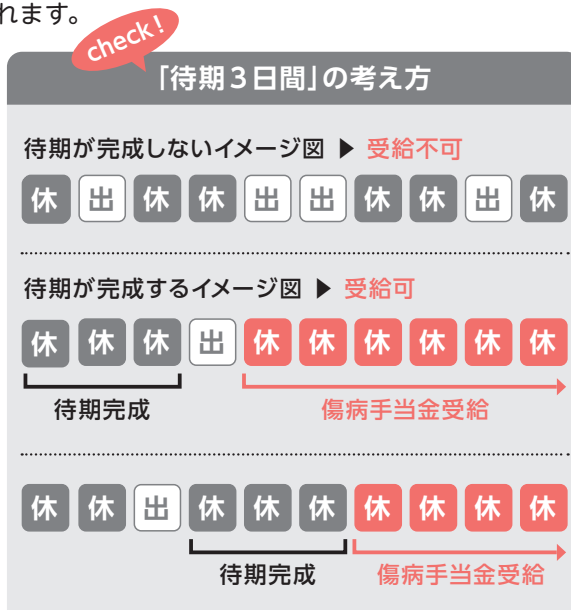 れます。
check!
「待期３日間」の考え方
待期が完成しないイメージ図 ▶ 受給不可
休 出 休 休 出 出 休 休 出 休
待期が完成するイメージ図 ▶ 受給可
休 休 休 出 休 休 休 休 休 休
待期完成 傷病手当金受給
休 休 出 休 休 休 休 休 休 休
待期完成 傷病手当金受給